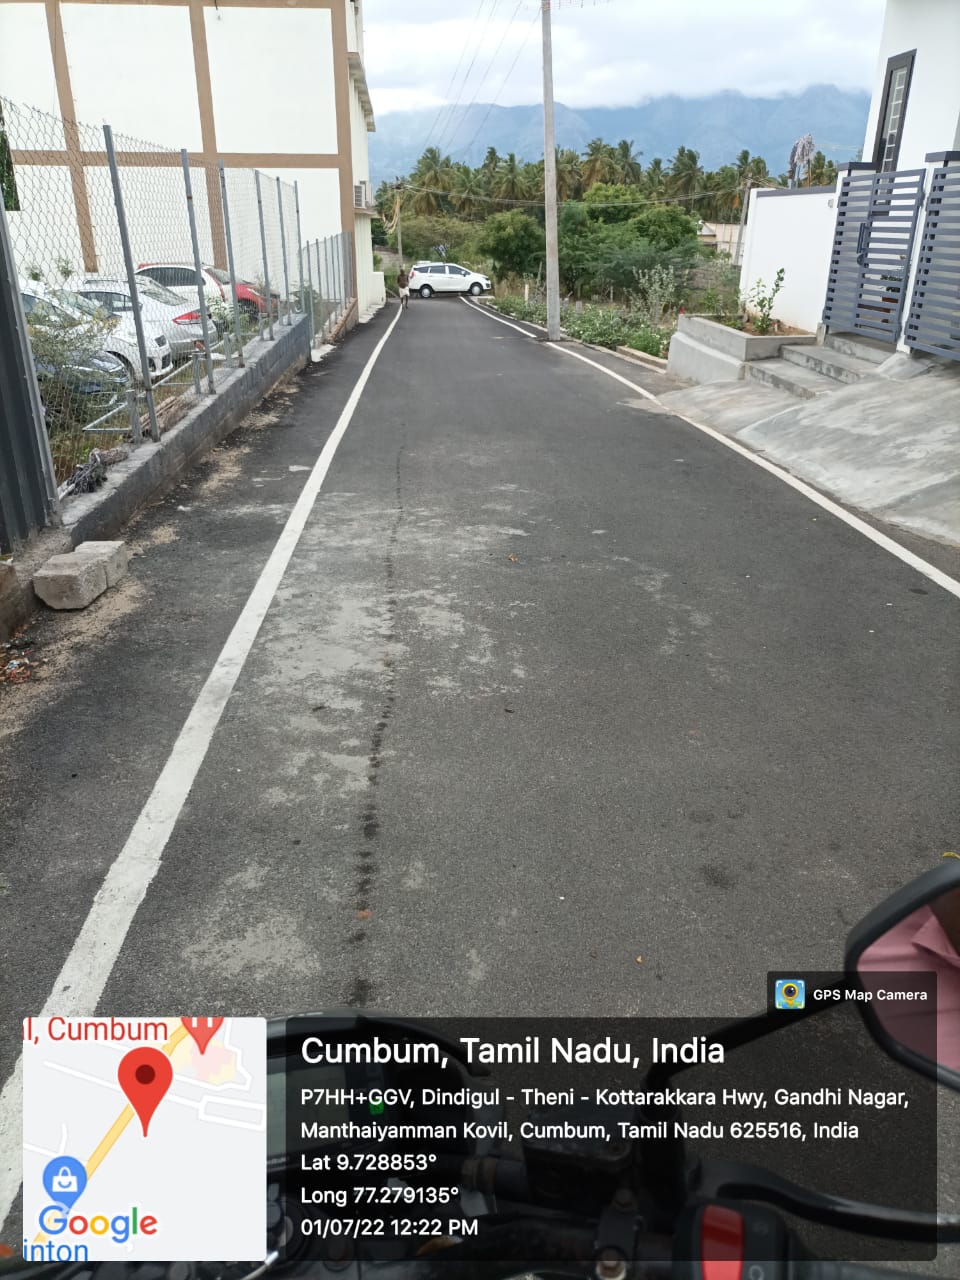 GPS Map Camera
l, Cumbum
Google
inton
Cumbum, Tamil Nadu, India
P7HH+GGV, Dindigul - Theni - Kottarakkara Hwy, Gandhi Nagar,
Manthaiyamman Kovil, Cumbum, Tamil Nadu 625516, India
Lat 9.728853°
Long 77.279135°
01/07/22 12:22 PM